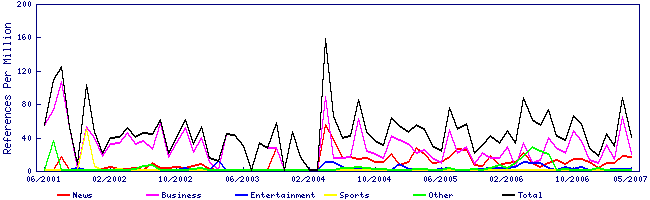 200
160
120
80
40
0
References Per Million
06/2001 02/2002 10/2002 06/2003 02/2004 10/2004 06/2005 02/2006 10/2006 05/2007
News Business Entertainment Sports Other Total